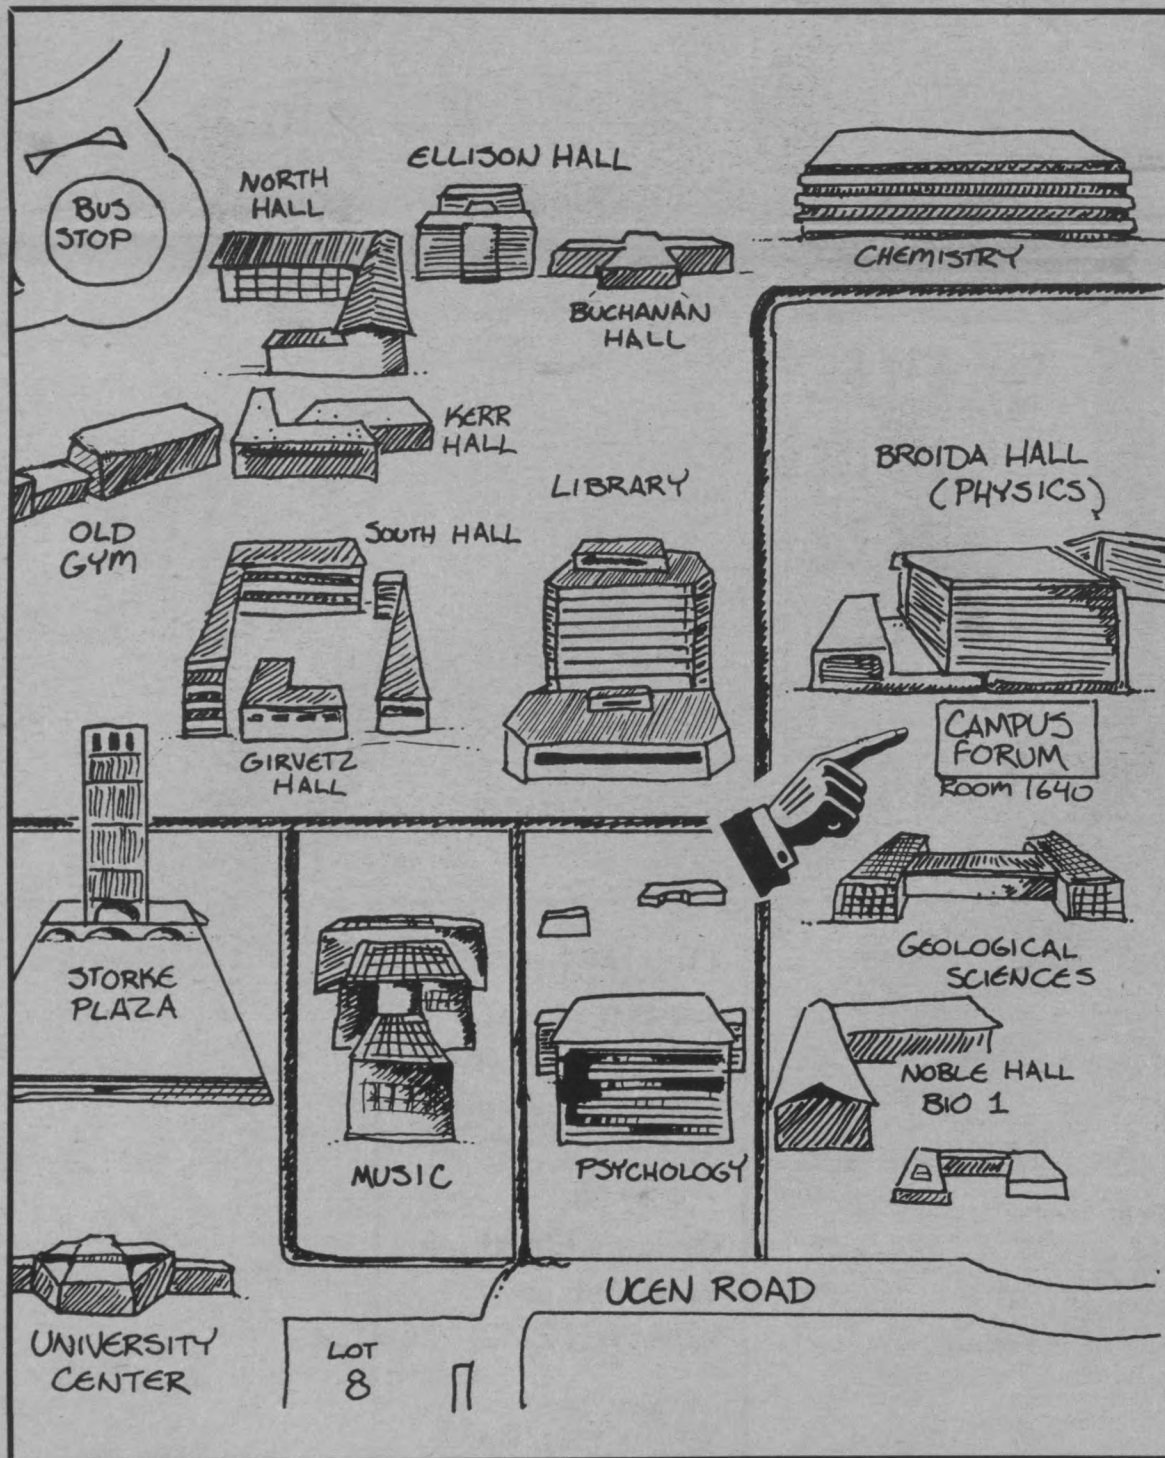 ELLISON HALL
NORTH
HALL
BUS
STOP
CHEMISTRY
BUCHANAN
HALL
KERR
HALL
BROIDA HALL
(PHYSICS)
LIBRARY
OLD
GYM
SOUTH HALL
CAMPUS
FORUM
ROOM 1640
GIRVETZ
HALL
GEOLOGICAL
SCIENCES
STORKE
PLAZA
NOBLE HALL
BIO 1
MUSIC
PSYCHOLOGY
UCEN ROAD
UNIVERSITY
CENTER
LOT
8